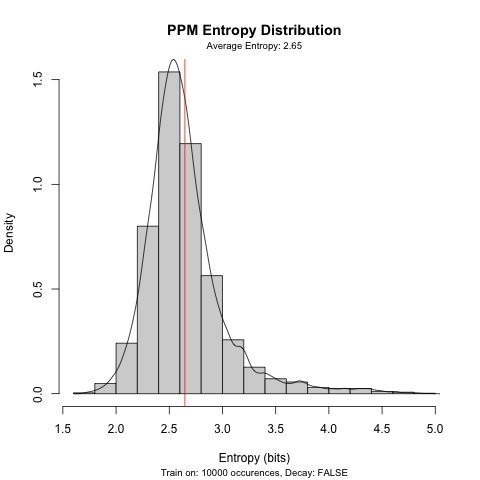 PPM Entropy Distribution
Average Entropy: 2.65
1.5
1.0
0.5
0.0
Density
1.5 2.0 2.5 3.0 3.5 4.0 4.5 5.0
Entropy (bits)
Train on: 10000 occurences, Decay: FALSE